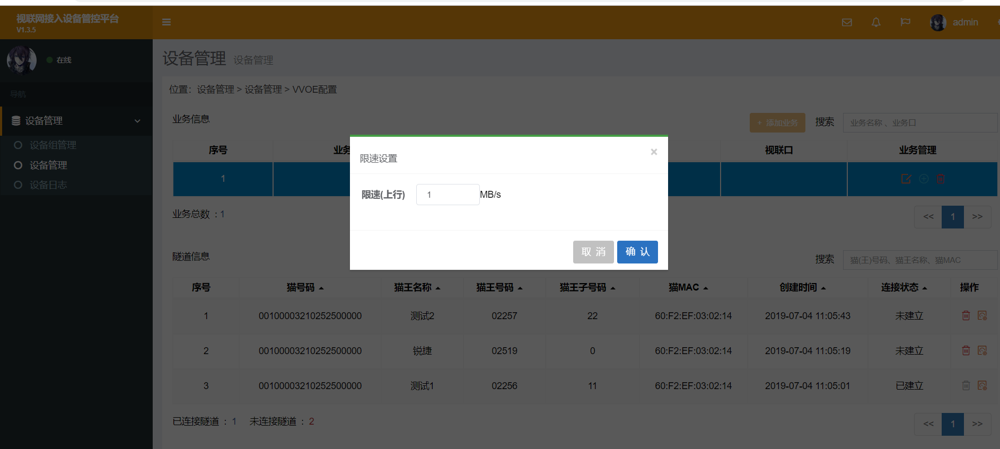 视联网接入设备管控平台
V1.3.5
admin
在线
导航
设备管理
设备组管理
设备管理
设备日志
设备管理 设备管理
位置：设备管理 > 设备管理 > VVOE配置
业务信息
+ 添加业务 搜索 业务名称 、业务口
序号 业务 视联口 业务管理
1
业务总数 : 1
<< 1 >>
限速设置 ×
限速(上行) 1 MB/s
取 消 确 认
隧道信息
搜索 猫(王)号码、猫王名称、猫MAC
序号 猫号码 猫王名称 猫王号码 猫王子号码 猫MAC 创建时间 连接状态 操作
1 00100003210252500000 测试2 02257 22 60:F2:EF:03:02:14 2019-07-04 11:05:43 未建立
2 00100003210252500000 锐捷 02519 0 60:F2:EF:03:02:14 2019-07-04 11:05:19 未建立
3 00100003210252500000 测试1 02256 11 60:F2:EF:03:02:14 2019-07-04 11:05:01 已建立
已连接隧道 : 1 未连接隧道 : 2
<< 1 >>